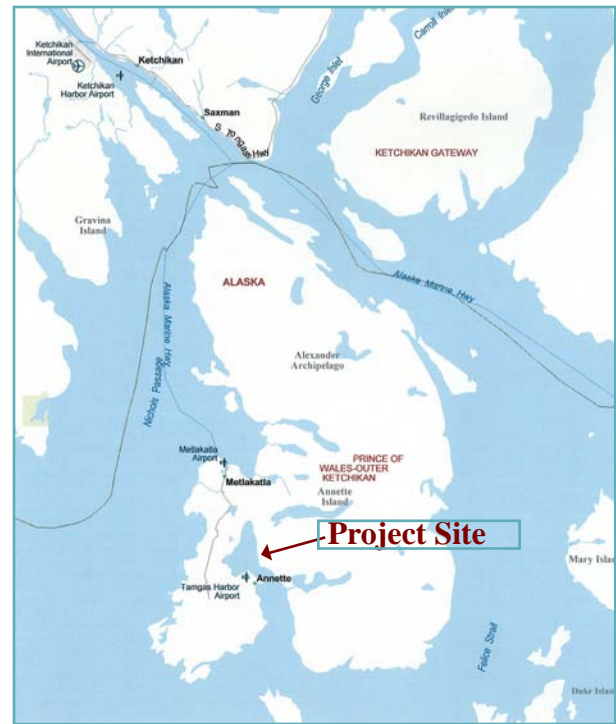 Ketchikan
International
Airport
Ketchikan
Ketchikan
Harbor Airport
Saxman
S Tongass Hwy
George Inlet
Carroll Inlet
Revillagigedo Island
KETCHIKAN GATEWAY
Gravina
Island
ALASKA
Alaska Marine Hwy
Alaska Marine Hwy
Nichols Passage
Alexander
Archipelago
Metlakatla
Airport
Metlakatla
PRINCE OF
WALES-OUTER
KETCHIKAN
Annette
Island
Project Site
Tamgas Harbor
Airport
Annette
Mary Islan
Felice Strait
Duke Islan